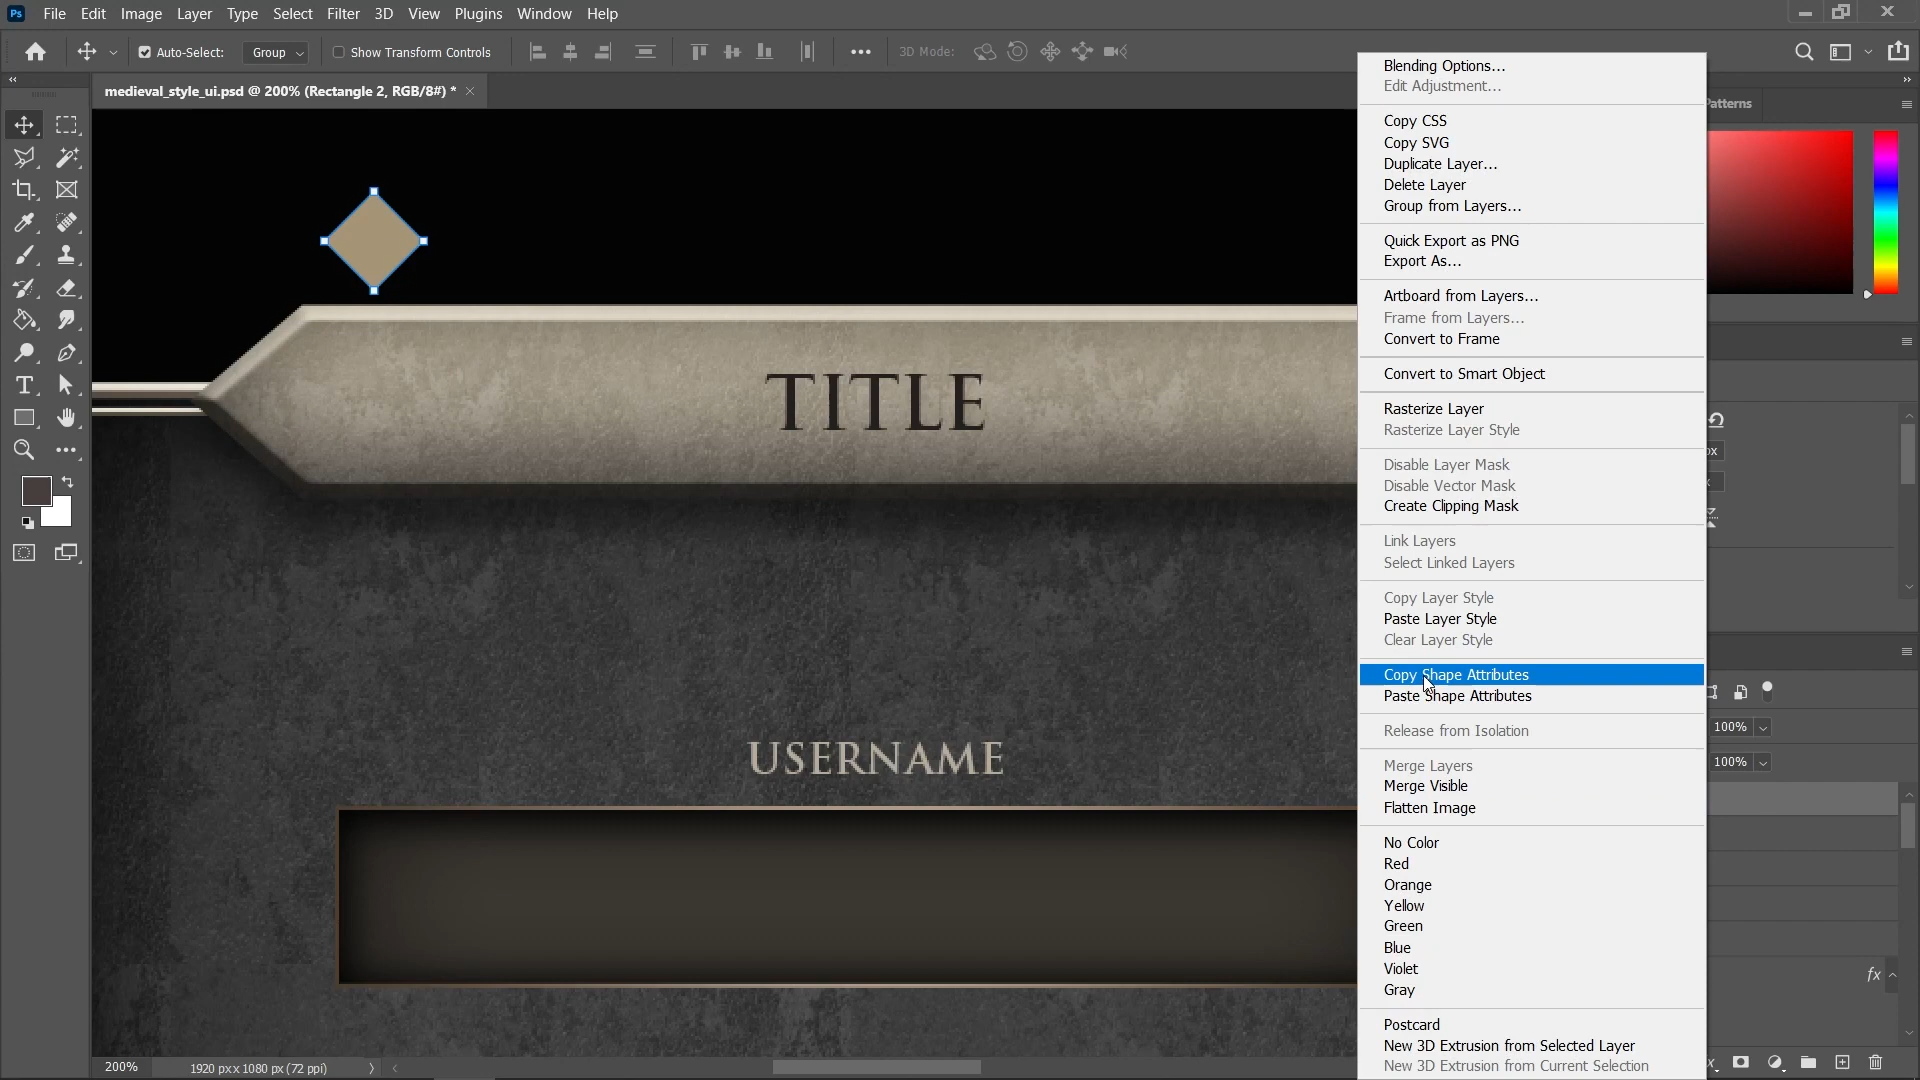 Ps File Edit Image Layer Type Select Filter 3D View Plugins Window Help
Auto-Select: Group Show Transform Controls 3D Mode:
medieval_style_ui.psd @ 200% (Rectangle 2, RGB/8#) *
Patterns
TITLE
USERNAME
Blending Options...
Edit Adjustment...
Copy CSS
Copy SVG
Duplicate Layer...
Delete Layer
Group from Layers...
Quick Export as PNG
Export As...
Artboard from Layers...
Frame from Layers...
Convert to Frame
Convert to Smart Object
Rasterize Layer
Rasterize Layer Style
Disable Layer Mask
Disable Vector Mask
Create Clipping Mask
Link Layers
Select Linked Layers
Copy Layer Style
Paste Layer Style
Clear Layer Style
Copy Shape Attributes
Paste Shape Attributes
Release from Isolation
Merge Layers
Merge Visible
Flatten Image
No Color
Red
Orange
Yellow
Green
Blue
Violet
Gray
Postcard
New 3D Extrusion from Selected Layer
New 3D Extrusion from Current Selection
px
100%
100%
fx
200% 1920 px x 1080 px (72 ppi)